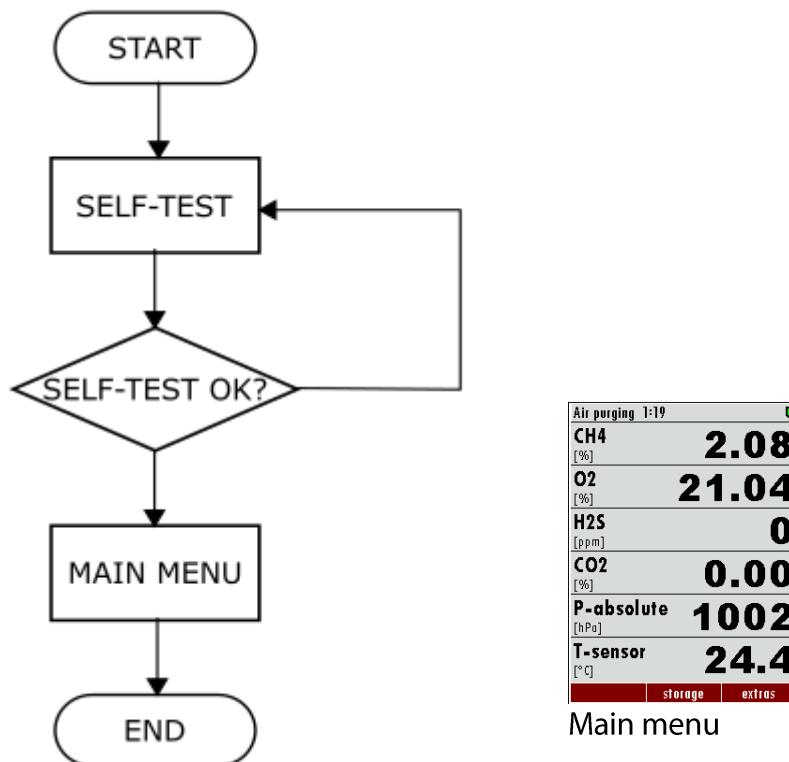 START
SELF-TEST
SELF-TEST OK?
MAIN MENU
END
Air purging 1:19
CH4 2.08
[%]
O2 21.04
[%]
H2S 0
[ppm]
CO2 0.00
[%]
P-absolute 1002
[hPa]
T-sensor 24.4
[°C]
storage extras
Main menu